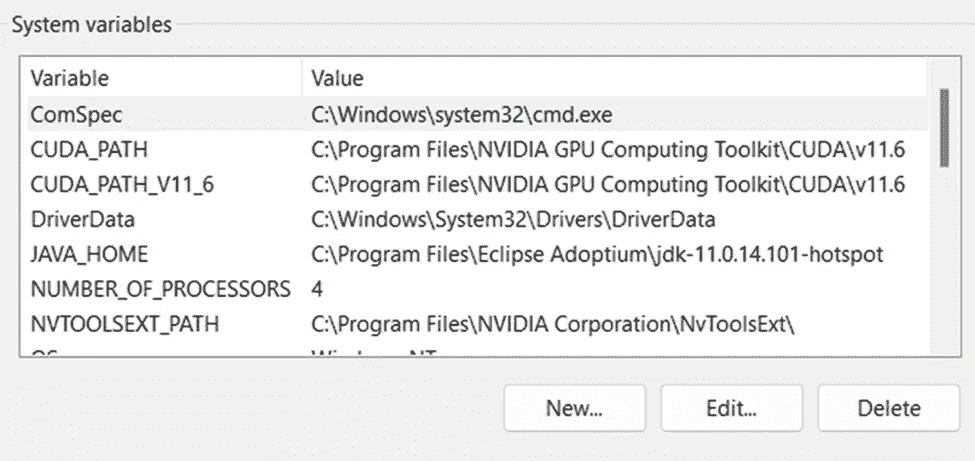 System variables
Variable Value
ComSpec C:\Windows\system32\cmd.exe
CUDA_PATH C:\Program Files\NVIDIA GPU Computing Toolkit\CUDA\v11.6
CUDA_PATH_V11_6 C:\Program Files\NVIDIA GPU Computing Toolkit\CUDA\v11.6
DriverData C:\Windows\System32\Drivers\DriverData
JAVA_HOME C:\Program Files\Eclipse Adoptium\jdk-11.0.14.101-hotspot
NUMBER_OF_PROCESSORS 4
NVTOOLSEXT_PATH C:\Program Files\NVIDIA Corporation\NvToolsExt\
New... Edit... Delete